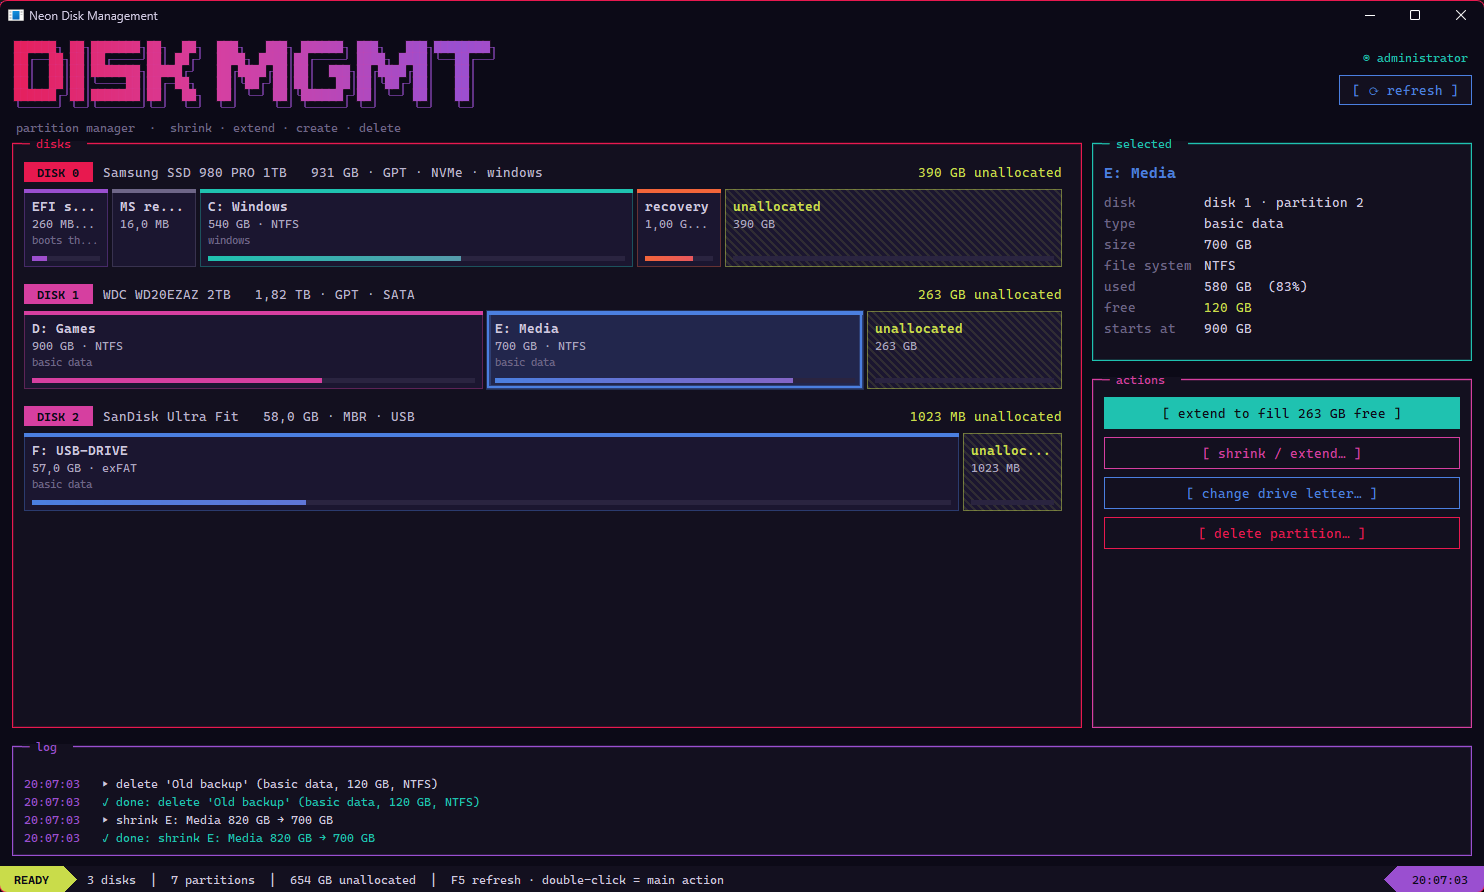 Neon Disk Management
DISK MGMT
◉ administrator
[ ⟳ refresh ]
partition manager · shrink · extend · create · delete
disks
DISK 0 Samsung SSD 980 PRO 1TB 931 GB · GPT · NVMe · windows 390 GB unallocated
EFI s... MS re... C: Windows recovery unallocated
260 MB... 16,0 MB 540 GB · NTFS 1,00 G... 390 GB
boots th... windows
DISK 1 WDC WD20EZAZ 2TB 1,82 TB · GPT · SATA 263 GB unallocated
D: Games E: Media unallocated
900 GB · NTFS 700 GB · NTFS 263 GB
basic data basic data
DISK 2 SanDisk Ultra Fit 58,0 GB · MBR · USB 1023 MB unallocated
F: USB-DRIVE unalloc...
57,0 GB · exFAT 1023 MB
basic data
selected
E: Media
disk disk 1 · partition 2
type basic data
size 700 GB
file system NTFS
used 580 GB (83%)
free 120 GB
starts at 900 GB
actions
[ extend to fill 263 GB free ]
[ shrink / extend… ]
[ change drive letter… ]
[ delete partition… ]
log
20:07:03 ▸ delete 'Old backup' (basic data, 120 GB, NTFS)
20:07:03 ✓ done: delete 'Old backup' (basic data, 120 GB, NTFS)
20:07:03 ▸ shrink E: Media 820 GB → 700 GB
20:07:03 ✓ done: shrink E: Media 820 GB → 700 GB
READY 3 disks │ 7 partitions │ 654 GB unallocated │ F5 refresh · double-click = main action 20:07:03